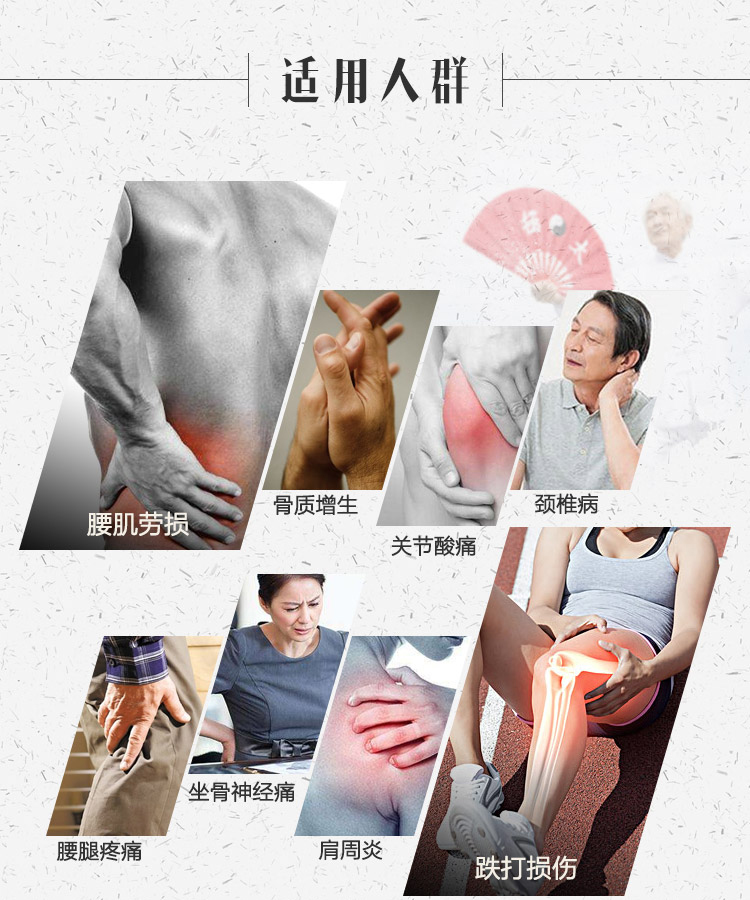 适用人群
腰肌劳损
骨质增生
关节酸痛
颈椎病
腰腿疼痛
坐骨神经痛
肩周炎
跌打损伤